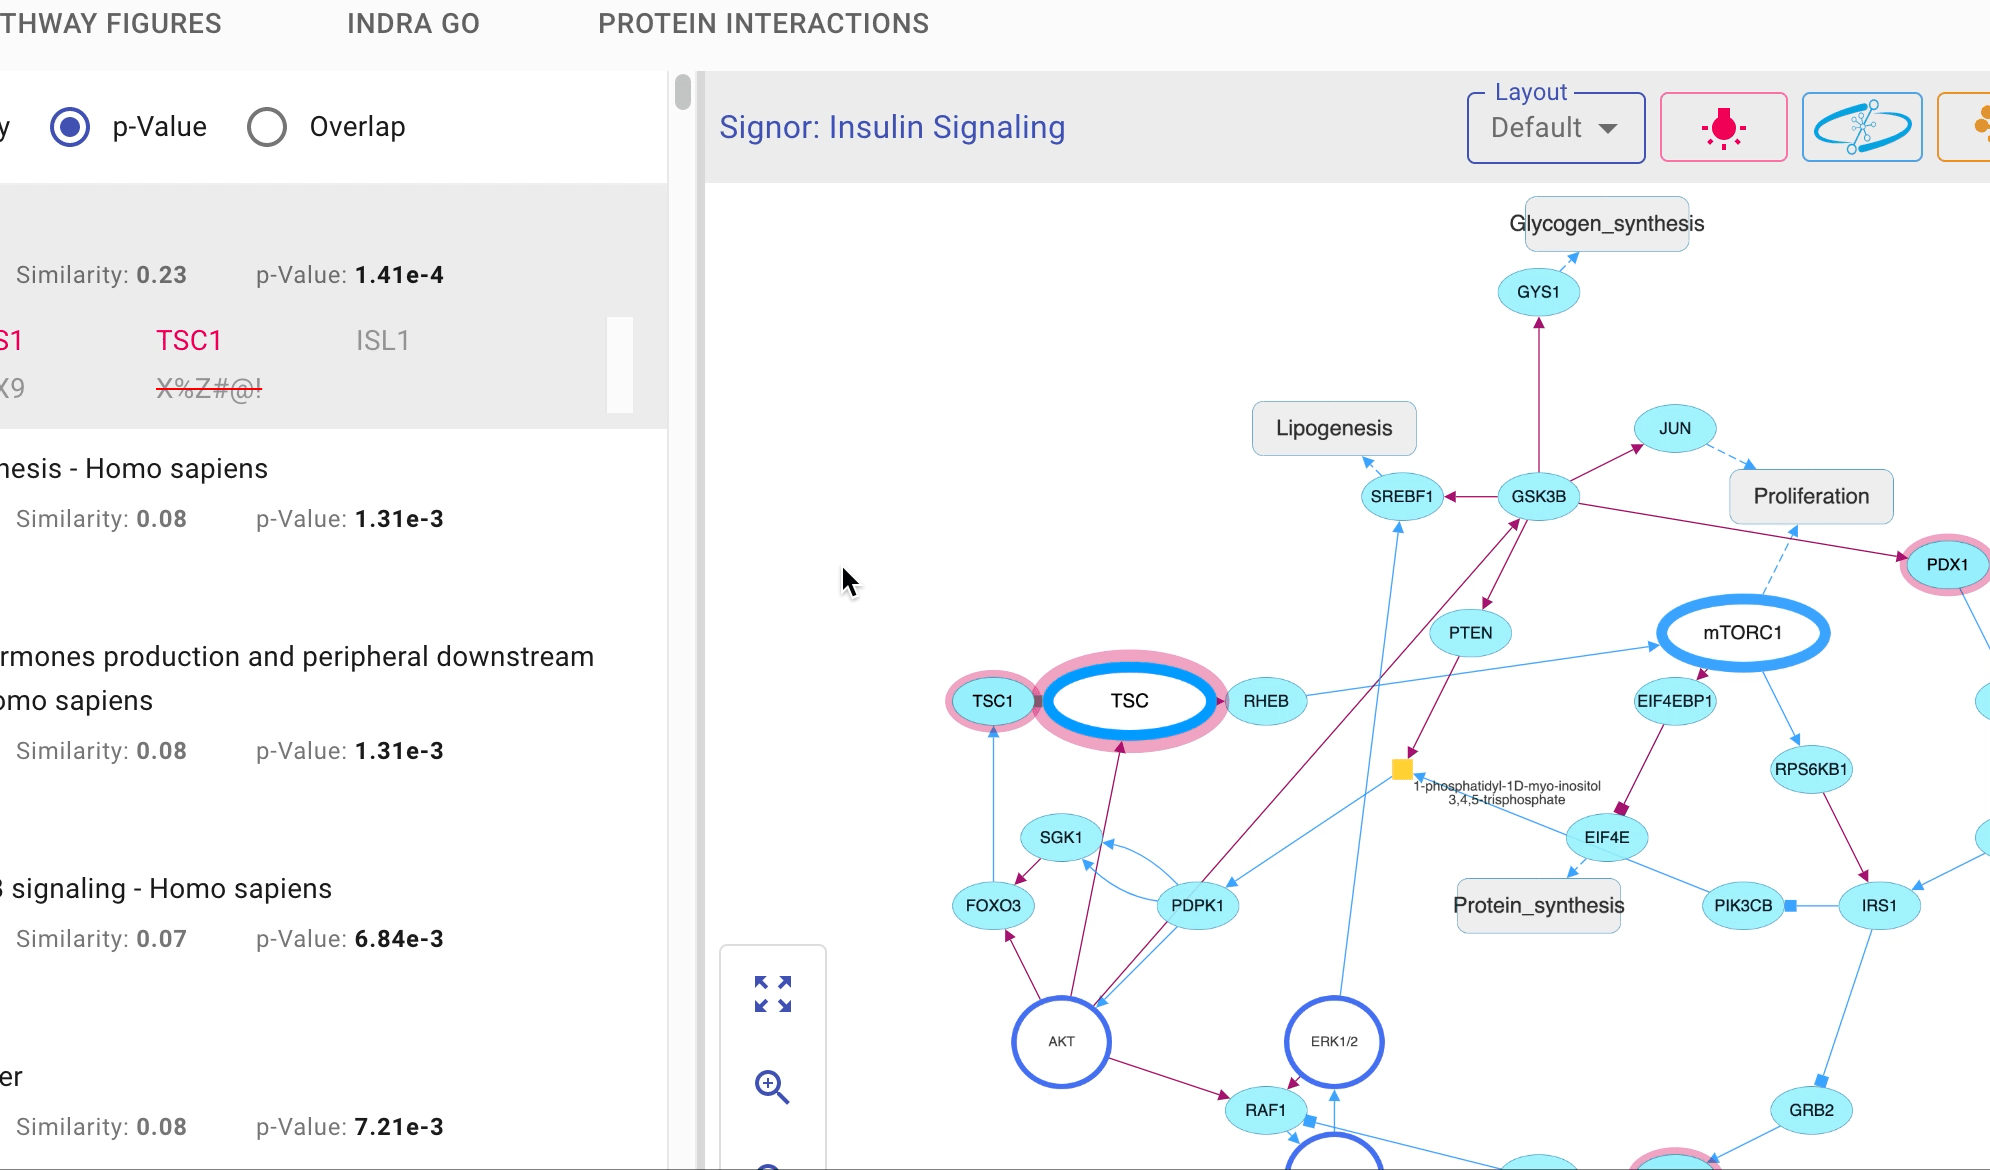 THWAY FIGURES
INDRA GO
PROTEIN INTERACTIONS
y
p-Value
Overlap
Similarity: 0.23
p-Value: 1.41e-4
S1
TSC1
ISL1
X9
X%Z#@!
nesis - Homo sapiens
Similarity: 0.08
p-Value: 1.31e-3
rmones production and peripheral downstream
omo sapiens
Similarity: 0.08
p-Value: 1.31e-3
signaling - Homo sapiens
Similarity: 0.07
p-Value: 6.84e-3
er
Similarity: 0.08
p-Value: 7.21e-3
Signor: Insulin Signaling
Layout
Default
Glycogen_synthesis
GYS1
Lipogenesis
JUN
SREBF1
GSK3B
Proliferation
PDX1
PTEN
mTORC1
TSC1
TSC
RHEB
EIF4EBP1
RPS6KB1
1-phosphatidyl-1D-myo-inositol
3,4,5-trisphosphate
SGK1
EIF4E
FOXO3
PDPK1
Protein_synthesis
PIK3CB
IRS1
AKT
ERK1/2
RAF1
GRB2